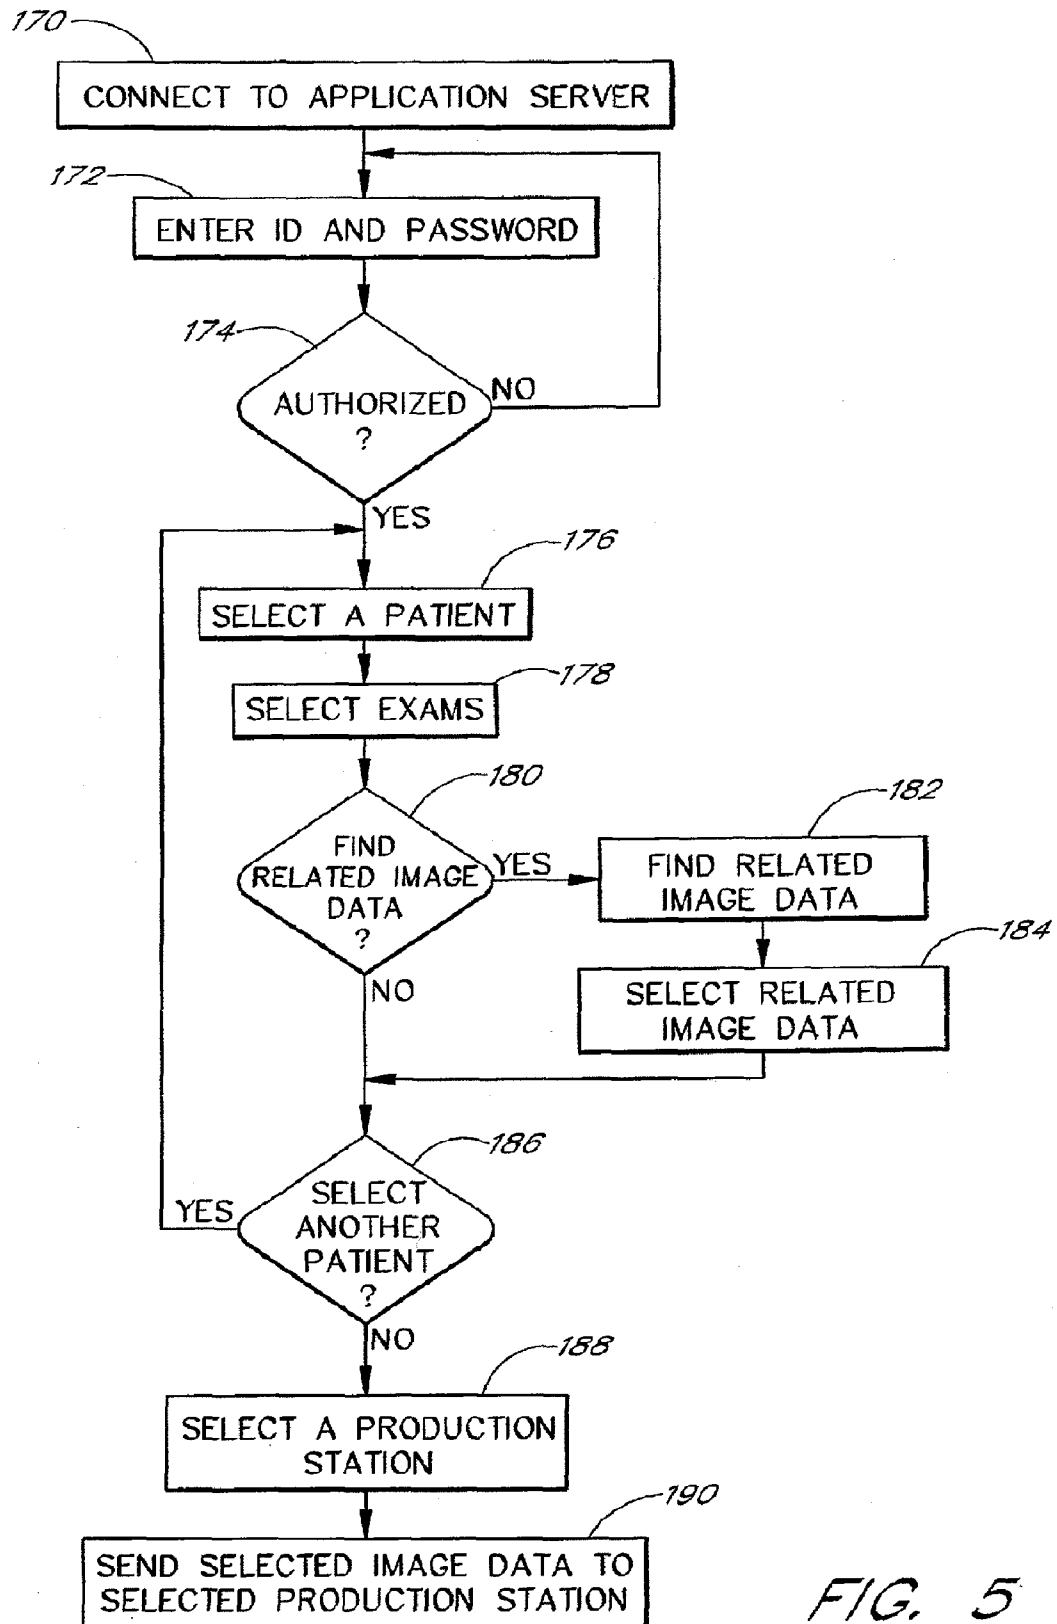 170
CONNECT TO APPLICATION SERVER
172
ENTER ID AND PASSWORD
174
AUTHORIZED
?
NO
YES
176
SELECT A PATIENT
178
SELECT EXAMS
180
FIND
RELATED IMAGE
DATA
?
YES
182
FIND RELATED
IMAGE DATA
184
SELECT RELATED
IMAGE DATA
NO
186
SELECT
ANOTHER
PATIENT
?
YES
NO
188
SELECT A PRODUCTION
STATION
190
SEND SELECTED IMAGE DATA TO
SELECTED PRODUCTION STATION
FIG. 5